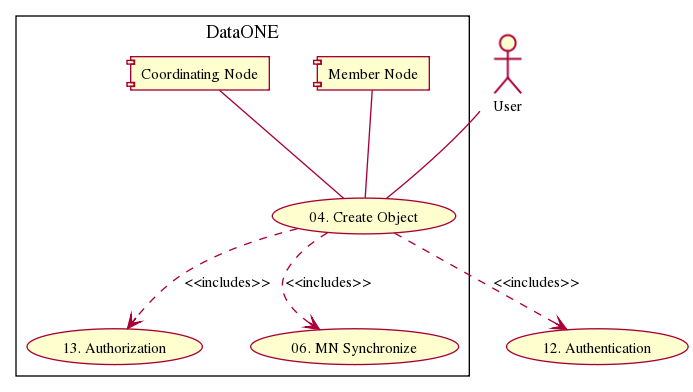 DataONE
Coordinating Node
Member Node
User
04. Create Object
<<includes>>
<<includes>>
<<includes>>
13. Authorization
06. MN Synchronize
12. Authentication